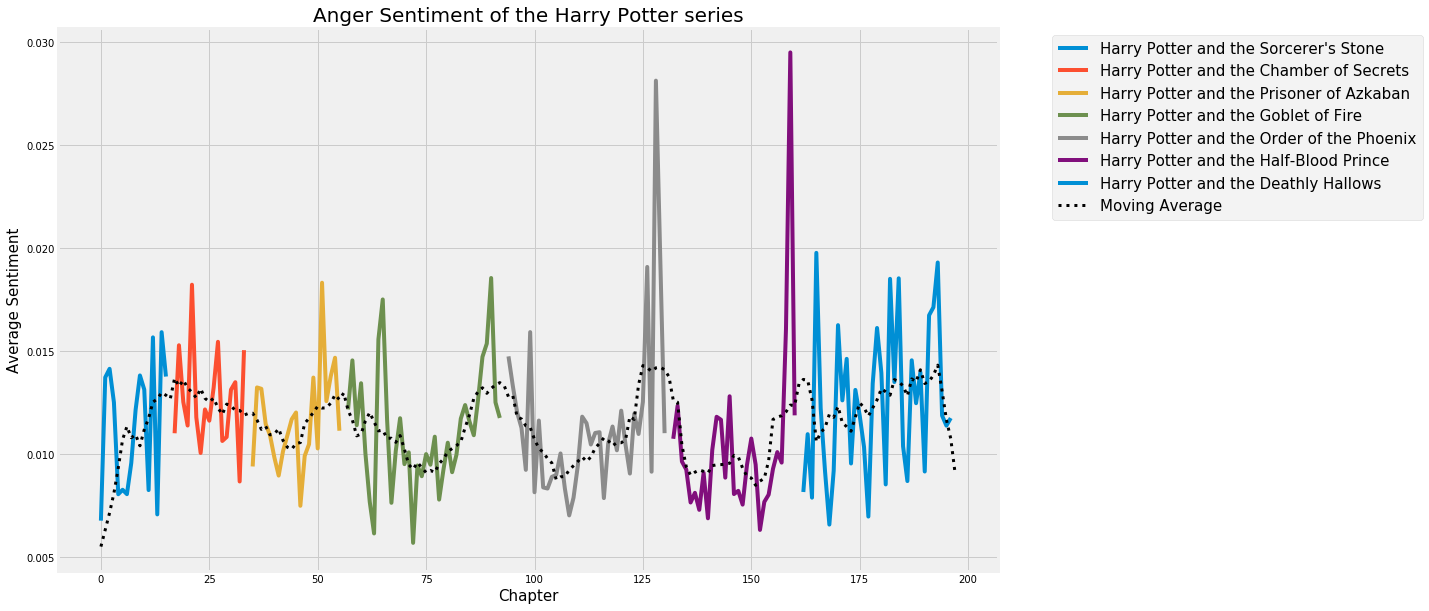 Anger Sentiment of the Harry Potter series
Harry Potter and the Sorcerer's Stone
Harry Potter and the Chamber of Secrets
Harry Potter and the Prisoner of Azkaban
Harry Potter and the Goblet of Fire
Harry Potter and the Order of the Phoenix
Harry Potter and the Half-Blood Prince
Harry Potter and the Deathly Hallows
Moving Average
Average Sentiment
0.030
0.025
0.020
0.015
0.010
0.005
0 25 50 75 100 125 150 175 200
Chapter